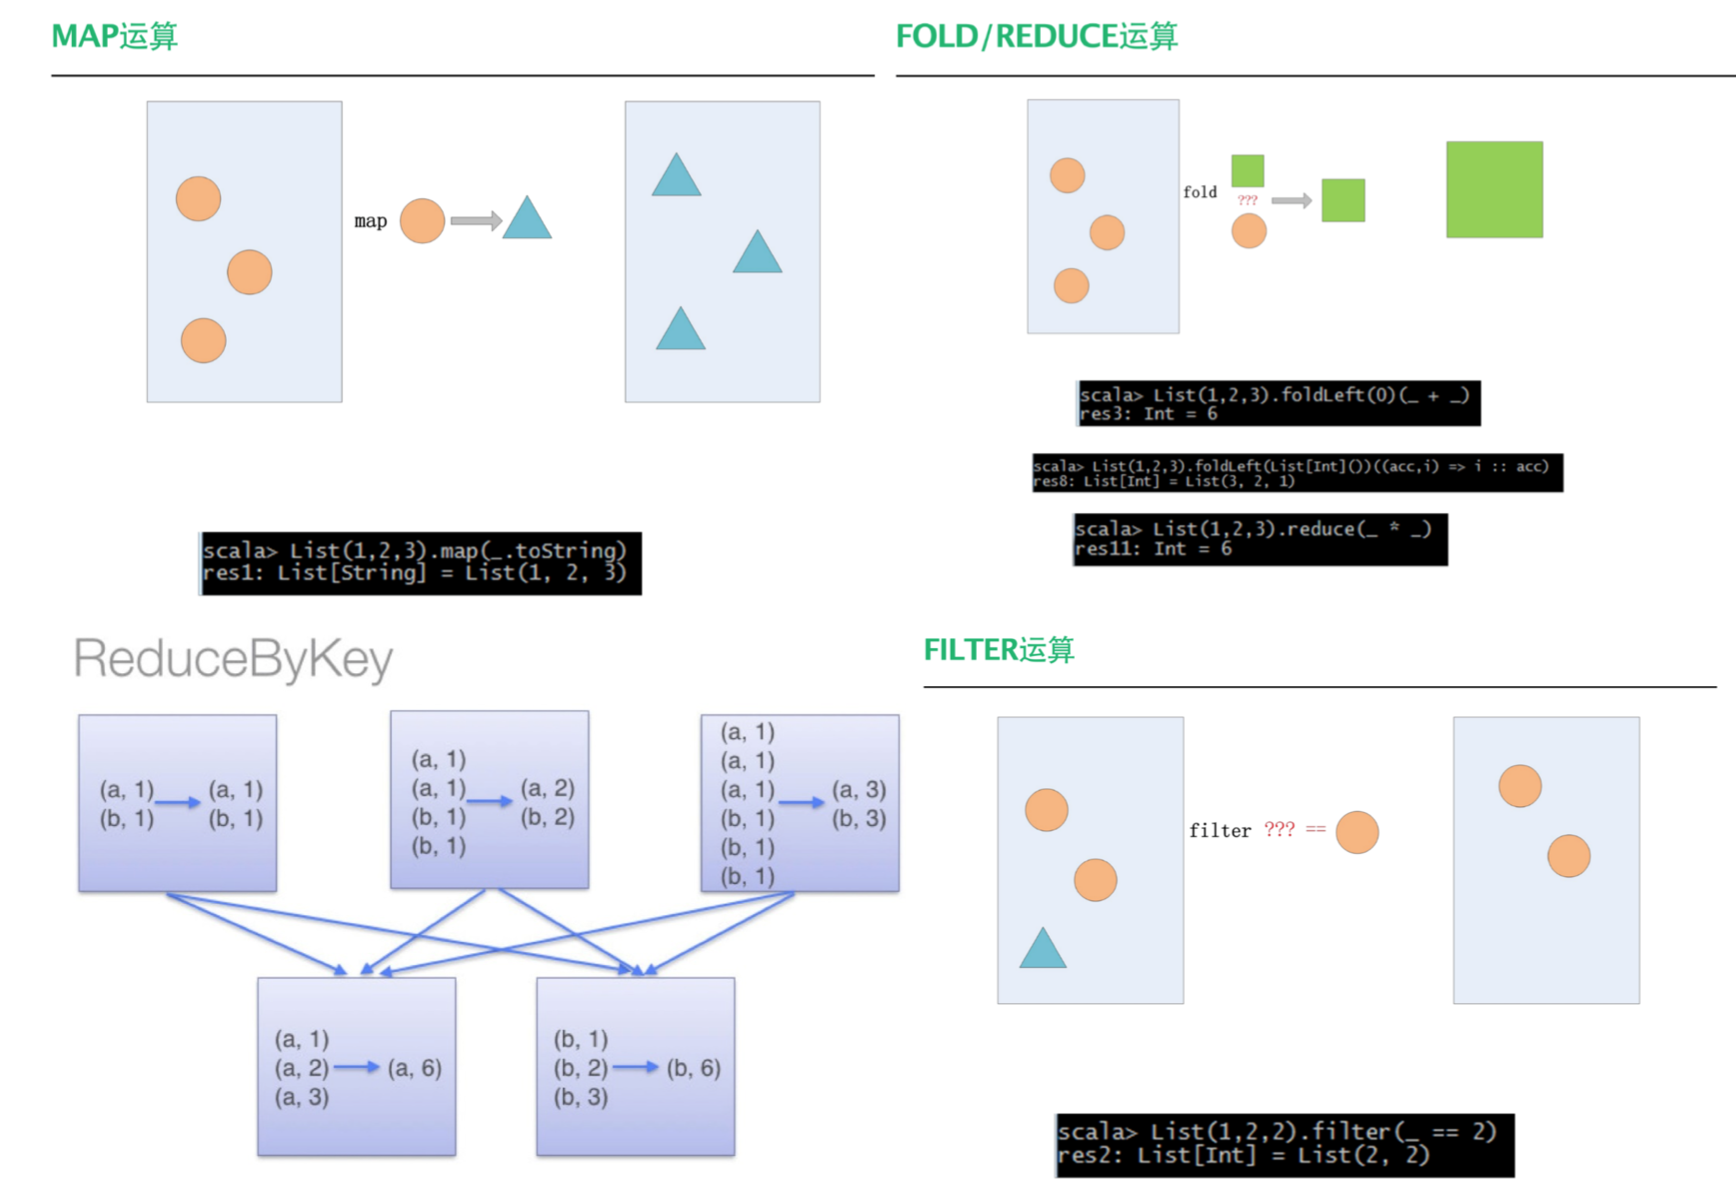 MAP运算
map
scala> List(1,2,3).map(_.toString)
res1: List[String] = List(1, 2, 3)
FOLD/REDUCE运算
fold
???
scala> List(1,2,3).foldLeft(0)(_ + _)
res3: Int = 6
scala> List(1,2,3).foldLeft(List[Int]())((acc,i) => i :: acc)
res8: List[Int] = List(3, 2, 1)
scala> List(1,2,3).reduce(_ * _)
res11: Int = 6
ReduceByKey
(a, 1)
(b, 1)
(a, 1)
(b, 1)
(a, 1)
(a, 1)
(b, 1)
(b, 1)
(a, 2)
(b, 2)
(a, 1)
(a, 1)
(a, 1)
(b, 1)
(b, 1)
(b, 1)
(a, 3)
(b, 3)
(a, 1)
(a, 2)
(a, 3)
(a, 6)
(b, 1)
(b, 2)
(b, 3)
(b, 6)
FILTER运算
filter ??? ==
scala> List(1,2,2).filter(_ == 2)
res2: List[Int] = List(2, 2)